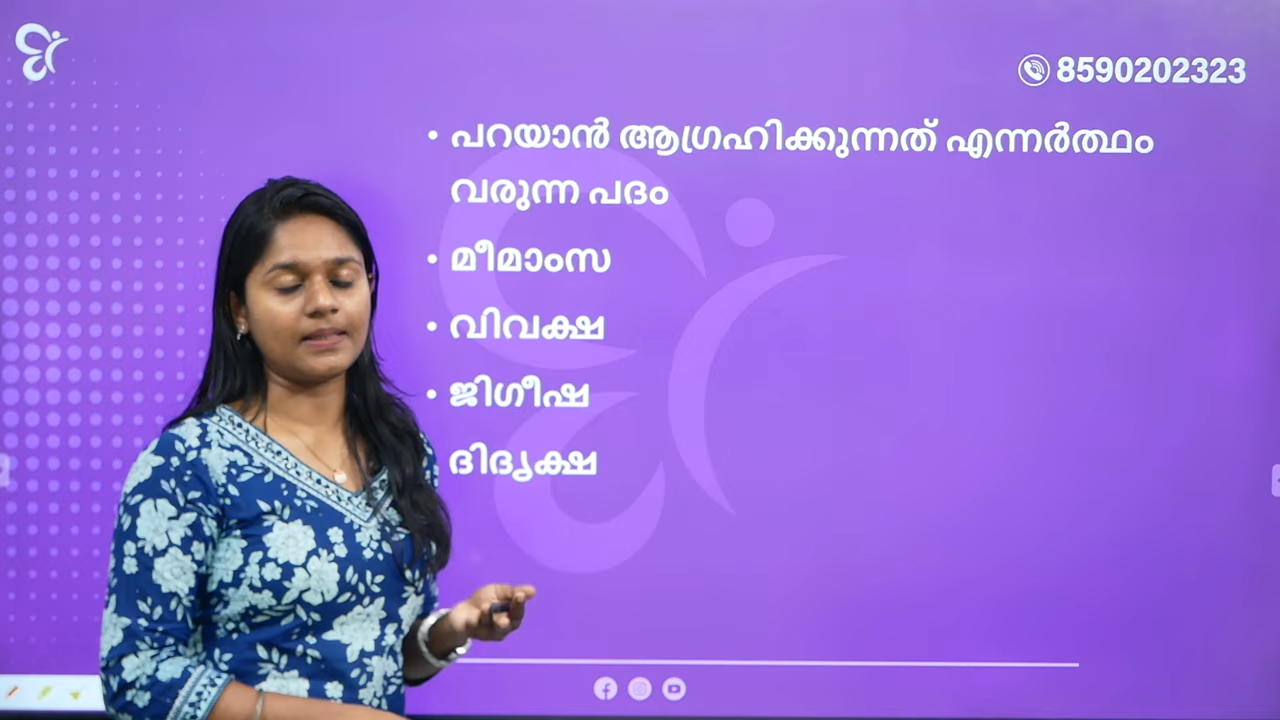 8590202323
• പറയാൻ ആഗ്രഹിക്കുന്നത് എന്നർത്ഥം
വരുന്ന പദം
• മീമാംസ
• വിവക്ഷ
• ജിഗീഷ
ദിദൃക്ഷ